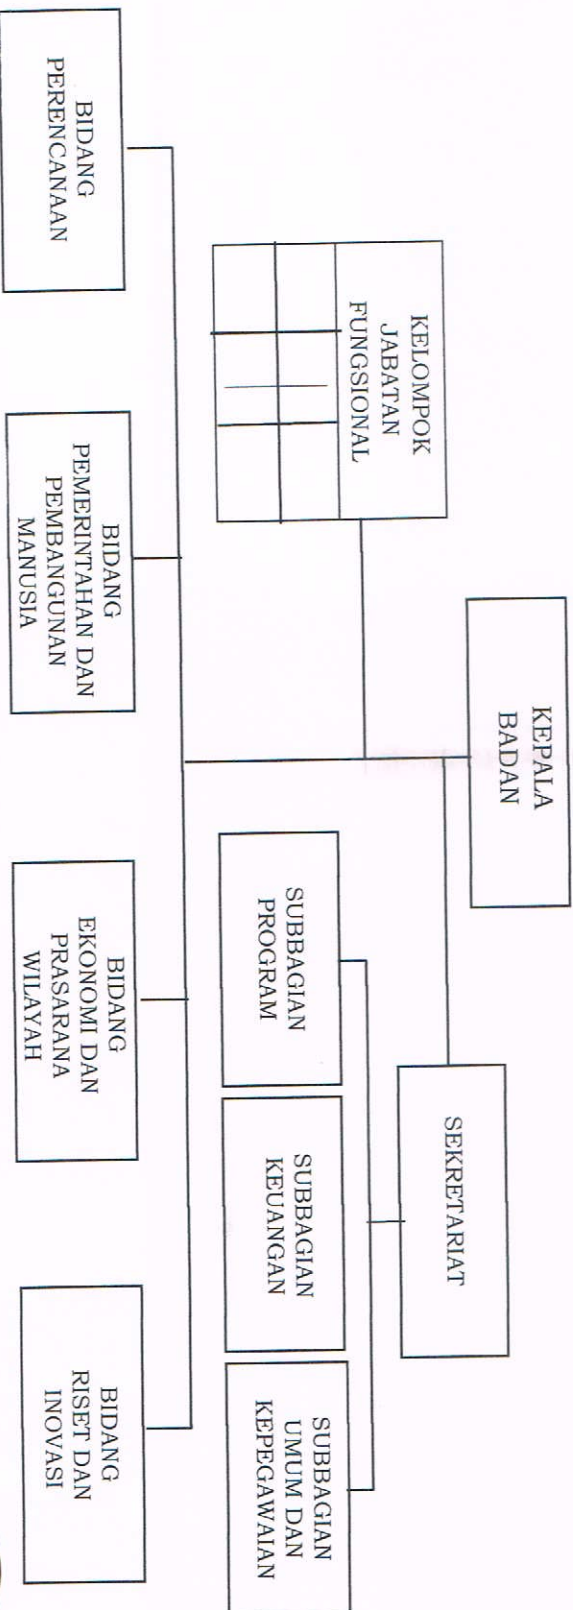 KEPALA
BADAN
KELOMPOK
JABATAN
FUNGSIONAL
SEKRETARIAT
SUBBAGIAN
PROGRAM
SUBBAGIAN
KEUANGAN
SUBBAGIAN
UMUM DAN
KEPEGAWAIAN
BIDANG
PERENCANAAN
BIDANG
PEMERINTAHAN DAN
PEMBANGUNAN
MANUSIA
BIDANG
EKONOMI DAN
PRASARANA
WILAYAH
BIDANG
RISET DAN
INOVASI